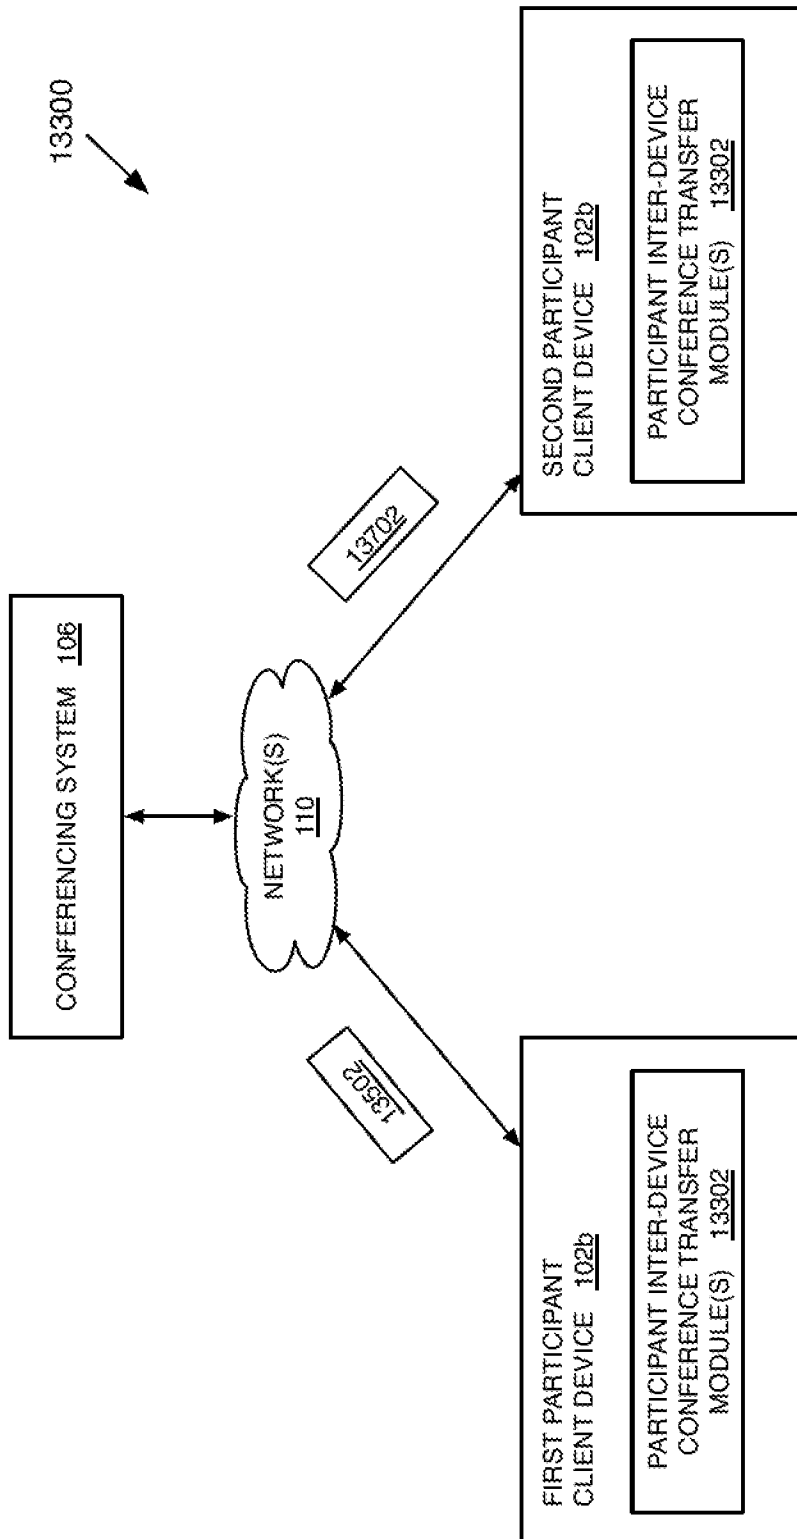 13300
CONFERENCING SYSTEM 106
NETWORK(S)
110
13502
13702
FIRST PARTICIPANT
CLIENT DEVICE 102b
PARTICIPANT INTER-DEVICE
CONFERENCE TRANSFER
MODULE(S) 13302
SECOND PARTICIPANT
CLIENT DEVICE 102b
PARTICIPANT INTER-DEVICE
CONFERENCE TRANSFER
MODULE(S) 13302